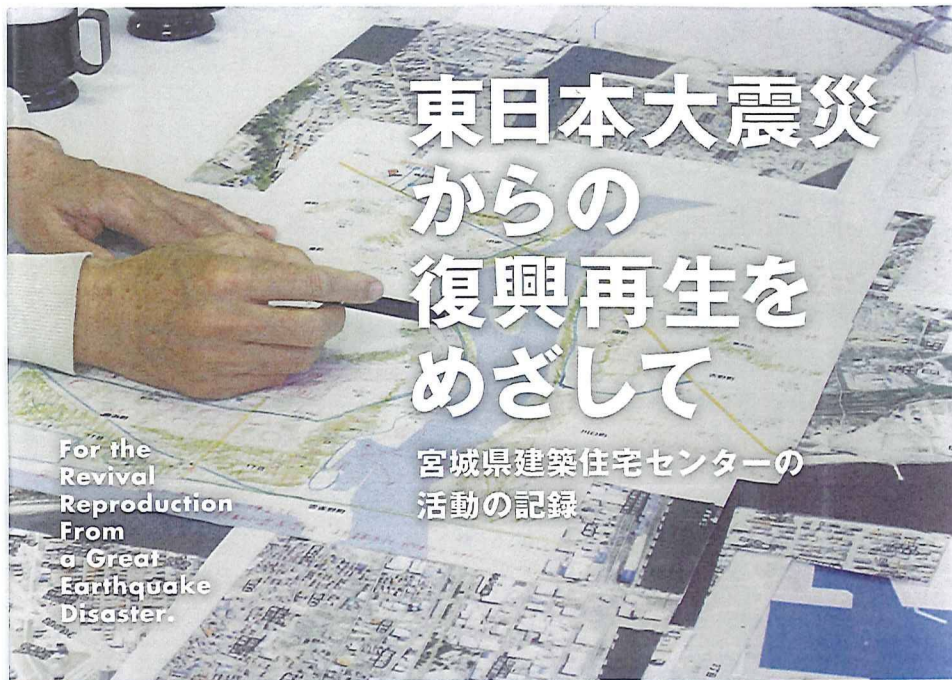 東日本大震災
からの
復興再生を
めざして
宮城県建築住宅センターの
活動の記録
For the
Revival
Reproduction
From
a Great
Earthquake
Disaster.